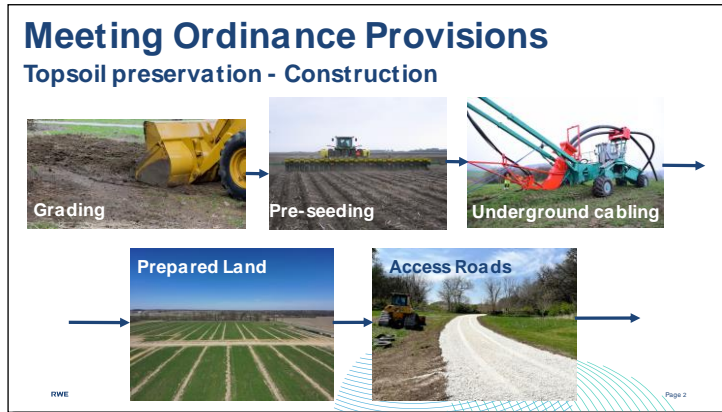 Meeting Ordinance Provisions
Topsoil preservation - Construction
Grading
Pre-seeding
Underground cabling
Prepared Land
Access Roads
RWE
Page 2